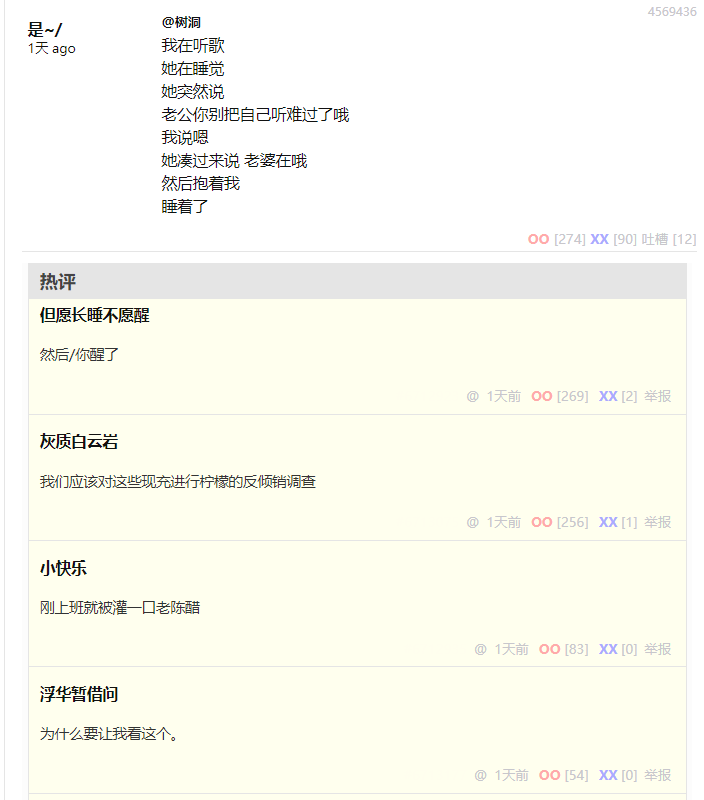 4569436
是~/
1天 ago
@树洞
我在听歌
她在睡觉
她突然说
老公你别把自己听难过了哦
我说嗯
她凑过来说 老婆在哦
然后抱着我
睡着了
OO [274] XX [90] 吐槽 [12]
热评
但愿长睡不愿醒
然后/你醒了
@ 1天前 OO [269] XX [2] 举报
灰质白云岩
我们应该对这些现充进行柠檬的反倾销调查
@ 1天前 OO [256] XX [1] 举报
小快乐
刚上班就被灌一口老陈醋
@ 1天前 OO [83] XX [0] 举报
浮华暂借问
为什么要让我看这个。
@ 1天前 OO [54] XX [0] 举报